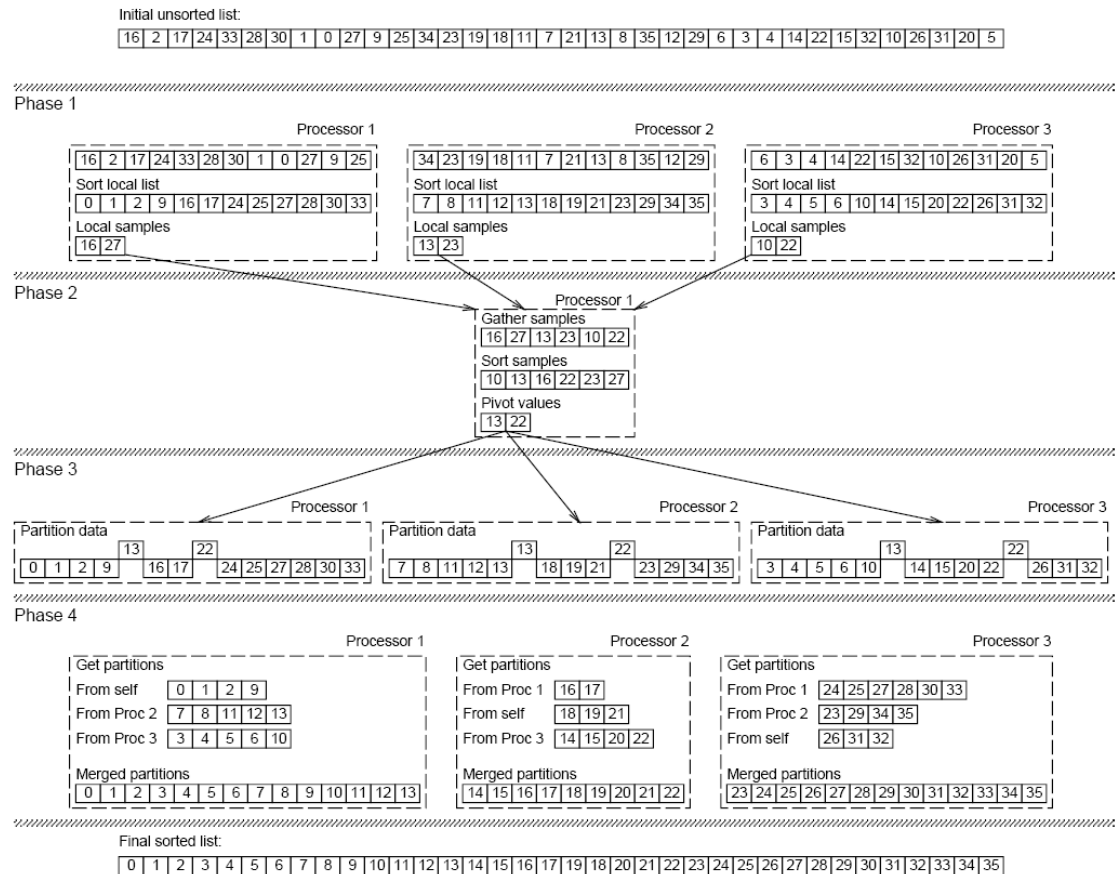 Initial unsorted list:
16 2 17 24 33 28 30 1 0 27 9 25 34 23 19 18 11 7 21 13 8 35 12 29 6 3 4 14 22 15 32 10 26 31 20 5
Phase 1
Processor 1
16 2 17 24 33 28 30 1 0 27 9 25
Sort local list
0 1 2 9 16 17 24 25 27 28 30 33
Local samples
16 27
Processor 2
34 23 19 18 11 7 21 13 8 35 12 29
Sort local list
7 8 11 12 13 18 19 21 23 29 34 35
Local samples
13 23
Processor 3
6 3 4 14 22 15 32 10 26 31 20 5
Sort local list
3 4 5 6 10 14 15 20 22 26 31 32
Local samples
10 22
Phase 2
Processor 1
Gather samples
16 27 13 23 10 22
Sort samples
10 13 16 22 23 27
Pivot values
13 22
Phase 3
Processor 1
Partition data
13 22
0 1 2 9 16 17 24 25 27 28 30 33
Processor 2
Partition data
13 22
7 8 11 12 13 18 19 21 23 29 34 35
Processor 3
Partition data
13 22
3 4 5 6 10 14 15 20 22 26 31 32
Phase 4
Processor 1
Get partitions
From self 0 1 2 9
From Proc 2 7 8 11 12 13
From Proc 3 3 4 5 6 10
Merged partitions
0 1 2 3 4 5 6 7 8 9 10 11 12 13
Processor 2
Get partitions
From Proc 1 16 17
From self 18 19 21
From Proc 3 14 15 20 22
Merged partitions
14 15 16 17 18 19 20 21 22
Processor 3
Get partitions
From Proc 1 24 25 27 28 30 33
From Proc 2 23 29 34 35
From self 26 31 32
Merged partitions
23 24 25 26 27 28 29 30 31 32 33 34 35
Final sorted list:
0 1 2 3 4 5 6 7 8 9 10 11 12 13 14 15 16 17 19 18 20 21 22 23 24 25 26 27 28 29 30 31 32 33 34 35